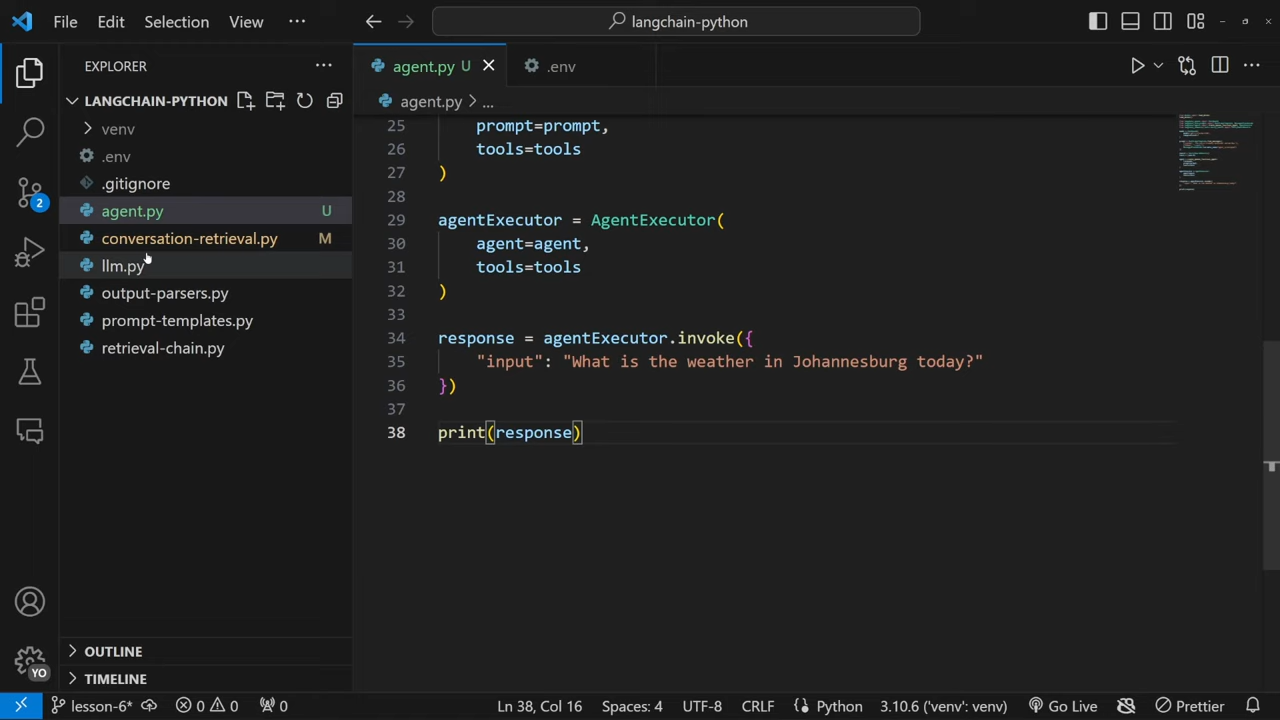 File Edit Selection View ··· langchain-python
EXPLORER ···
LANGCHAIN-PYTHON
venv
.env
.gitignore
agent.py U
conversation-retrieval.py M
llm.py
output-parsers.py
prompt-templates.py
retrieval-chain.py
OUTLINE
TIMELINE
2
YO
agent.py U .env
agent.py > ...
25 prompt=prompt,
26 tools=tools
27 )
28
29 agentExecutor = AgentExecutor(
30 agent=agent,
31 tools=tools
32 )
33
34 response = agentExecutor.invoke({
35 "input": "What is the weather in Johannesburg today?"
36 })
37
38 print(response)
lesson-6* 0 0 0 Ln 38, Col 16 Spaces: 4 UTF-8 CRLF Python 3.10.6 ('venv': venv) Go Live Prettier